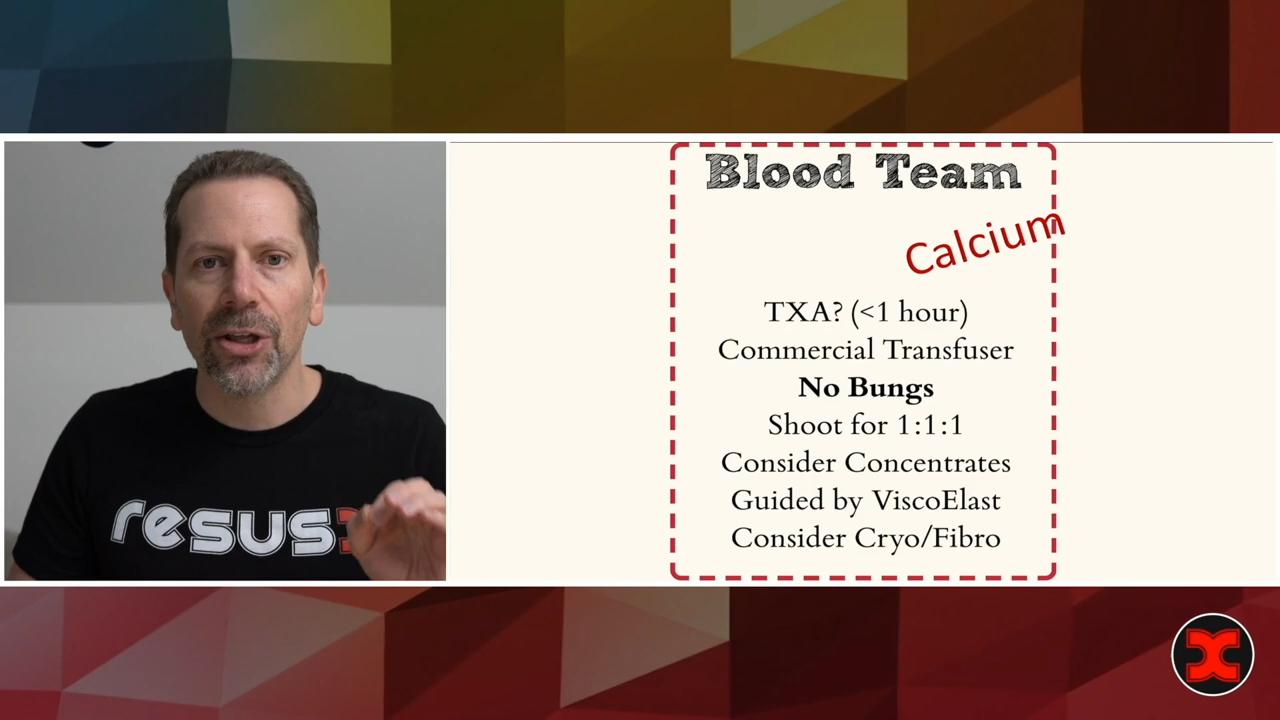 Blood Team
Calcium
TXA? (<1 hour)
Commercial Transfuser
No Bungs
Shoot for 1:1:1
Consider Concentrates
Guided by ViscoElast
Consider Cryo/Fibro
resus